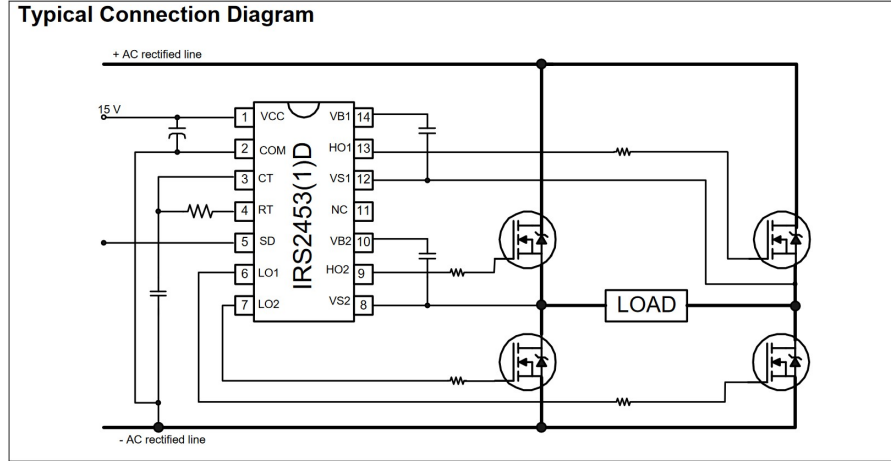 Typical Connection Diagram
+ AC rectified line
15 V
1 VCC VB1 14
2 COM HO1 13
3 CT VS1 12
4 RT NC 11
5 SD VB2 10
6 LO1 HO2 9
7 LO2 VS2 8
IRS2453(1)D
LOAD
- AC rectified line